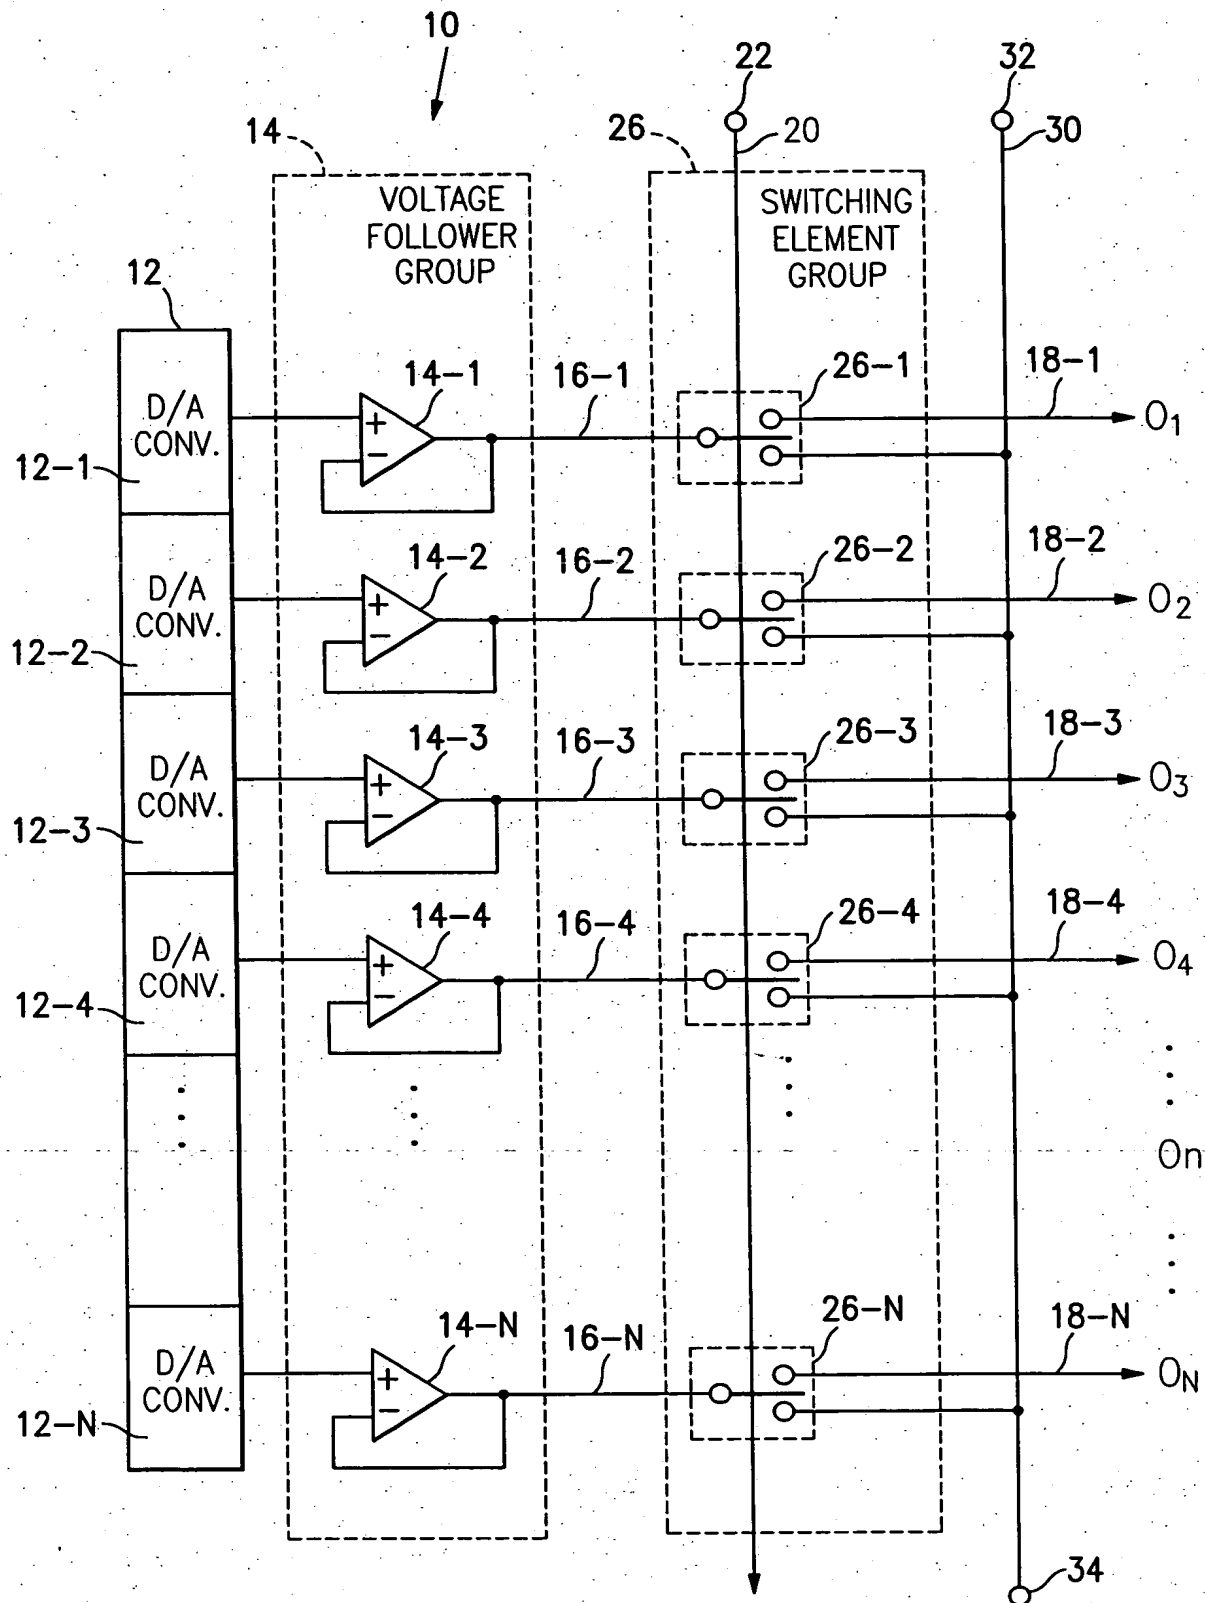 10
22
32
14
26
20
30
VOLTAGE
FOLLOWER
GROUP
SWITCHING
ELEMENT
GROUP
12
14-1
16-1
26-1
18-1
D/A
CONV.
+
−
O1
12-1
14-2
16-2
26-2
18-2
D/A
CONV.
+
−
O2
12-2
14-3
16-3
26-3
18-3
D/A
CONV.
+
−
O3
12-3
14-4
16-4
26-4
18-4
D/A
CONV.
+
−
O4
12-4
On
14-N
16-N
26-N
18-N
D/A
CONV.
+
−
ON
12-N
34